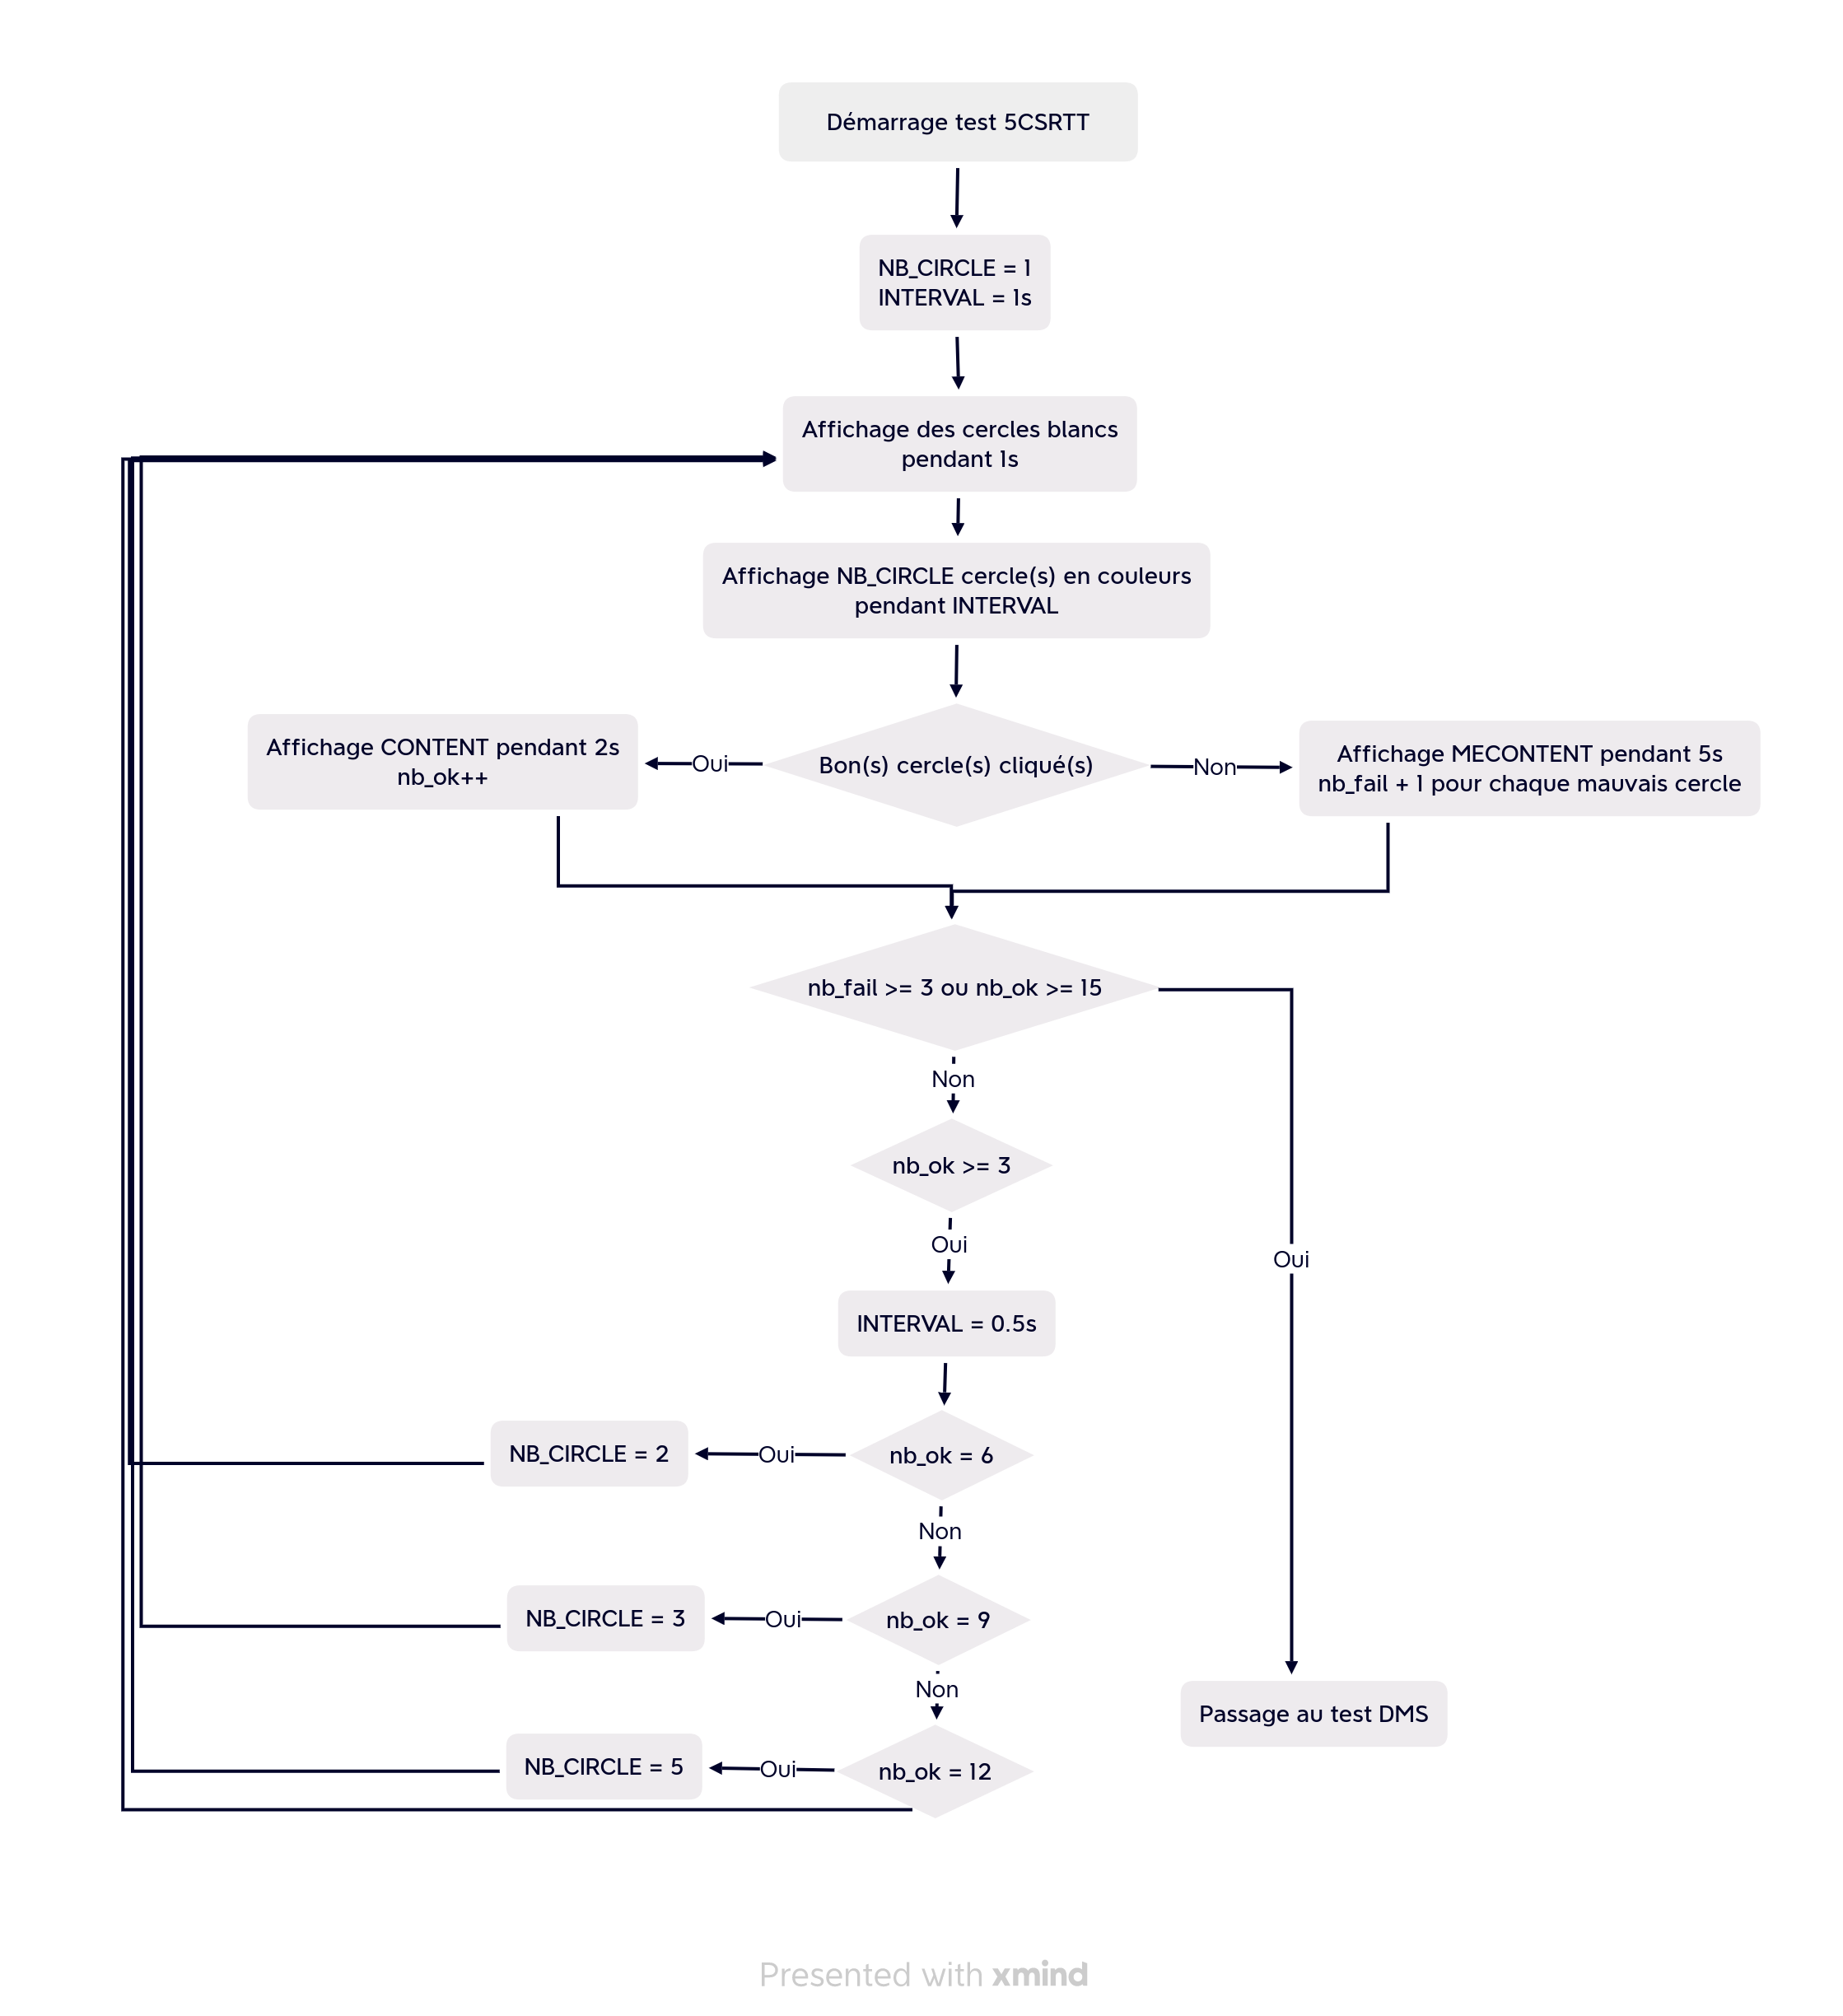 Démarrage test 5CSRTT
NB_CIRCLE = 1
INTERVAL = 1s
Affichage des cercles blancs
pendant 1s
Affichage NB_CIRCLE cercle(s) en couleurs
pendant INTERVAL
Affichage CONTENT pendant 2s
nb_ok++
Oui
Bon(s) cercle(s) cliqué(s)
Non
Affichage MECONTENT pendant 5s
nb_fail + 1 pour chaque mauvais cercle
nb_fail >= 3 ou nb_ok >= 15
Non
nb_ok >= 3
Oui
Oui
INTERVAL = 0.5s
NB_CIRCLE = 2
Oui
nb_ok = 6
Non
NB_CIRCLE = 3
Oui
nb_ok = 9
Non
Passage au test DMS
NB_CIRCLE = 5
Oui
nb_ok = 12
Presented with xmind